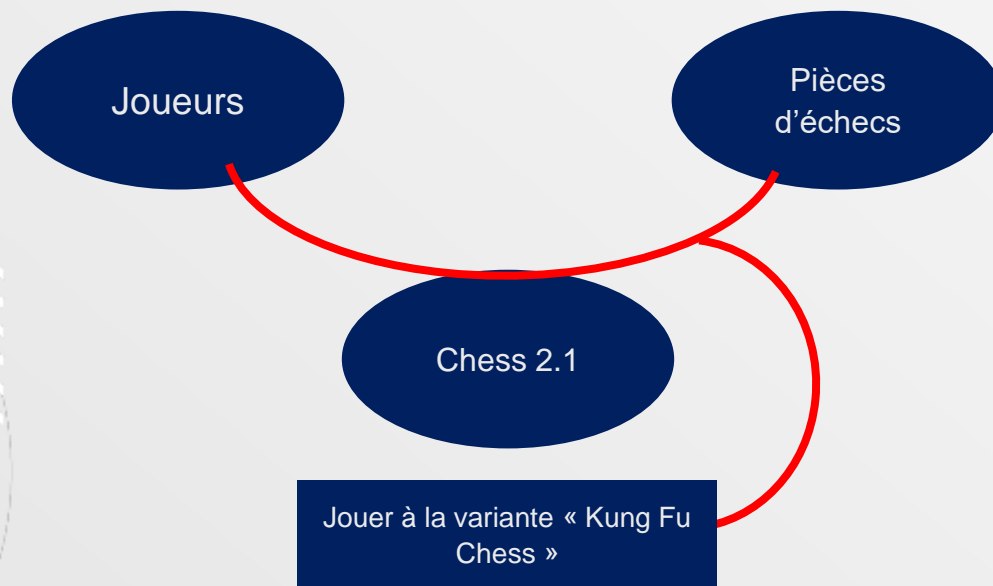 Joueurs
Pièces
d’échecs
Chess 2.1
Jouer à la variante « Kung Fu
Chess »